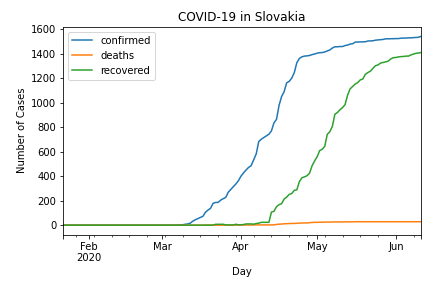 COVID-19 in Slovakia
confirmed
deaths
recovered
Number of Cases
1600
1400
1200
1000
800
600
400
200
0
Feb Mar Apr May Jun
2020
Day